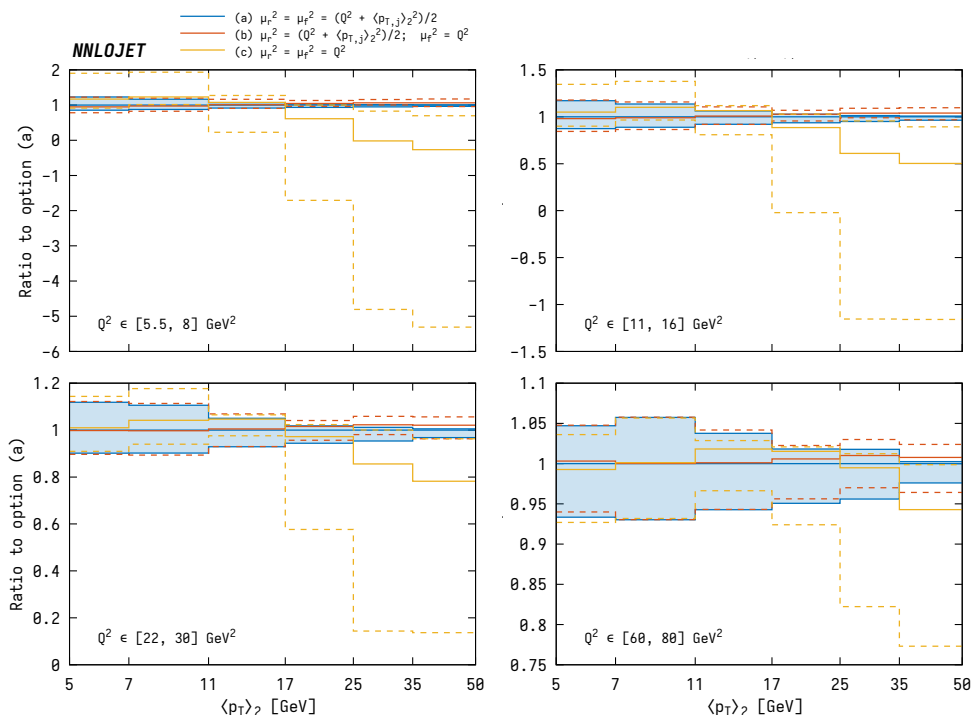 (a) μr² = μf² = (Q² + ⟨pT,j⟩2²)/2
(b) μr² = (Q² + ⟨pT,j⟩2²)/2; μf² = Q²
(c) μr² = μf² = Q²
NNLOJET
Ratio to option (a)
2
1
0
-1
-2
-3
-4
-5
-6
Q² ∈ [5.5, 8] GeV²
1.5
1
0.5
0
-0.5
-1
-1.5
Q² ∈ [11, 16] GeV²
Ratio to option (a)
1.2
1
0.8
0.6
0.4
0.2
0
Q² ∈ [22, 30] GeV²
5 7 11 17 25 35 50
⟨pT⟩2 [GeV]
1.1
1.05
1
0.95
0.9
0.85
0.8
0.75
Q² ∈ [60, 80] GeV²
5 7 11 17 25 35 50
⟨pT⟩2 [GeV]